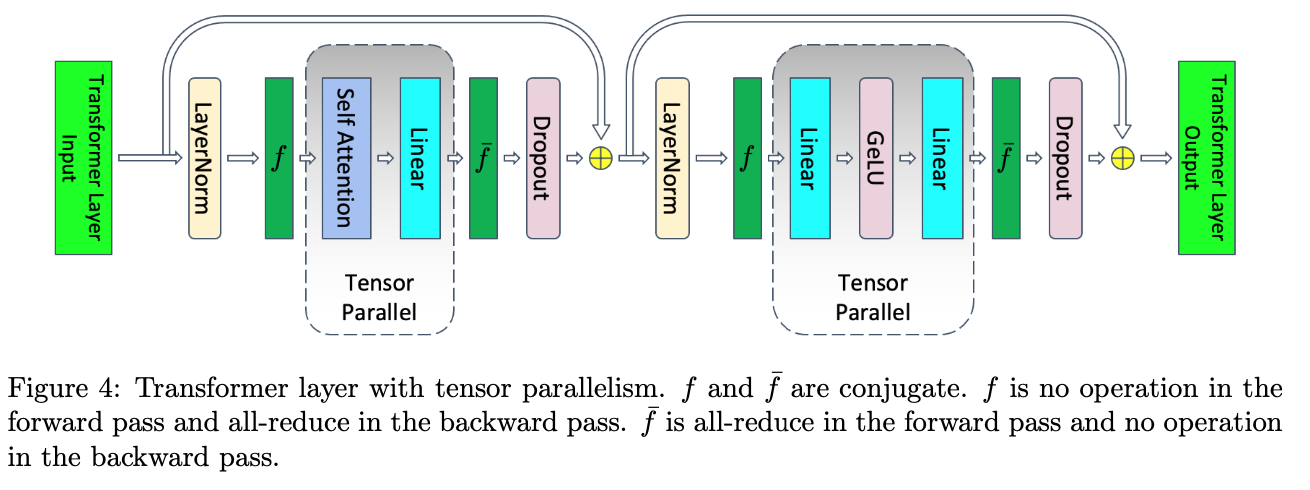 Transformer Layer
Input
LayerNorm
f
Self Attention
Linear
Tensor
Parallel
f̄
Dropout
LayerNorm
f
Linear
GeLU
Linear
Tensor
Parallel
f̄
Dropout
Transformer Layer
Output
Figure 4: Transformer layer with tensor parallelism. f and f̄ are conjugate. f is no operation in the
forward pass and all-reduce in the backward pass. f̄ is all-reduce in the forward pass and no operation
in the backward pass.